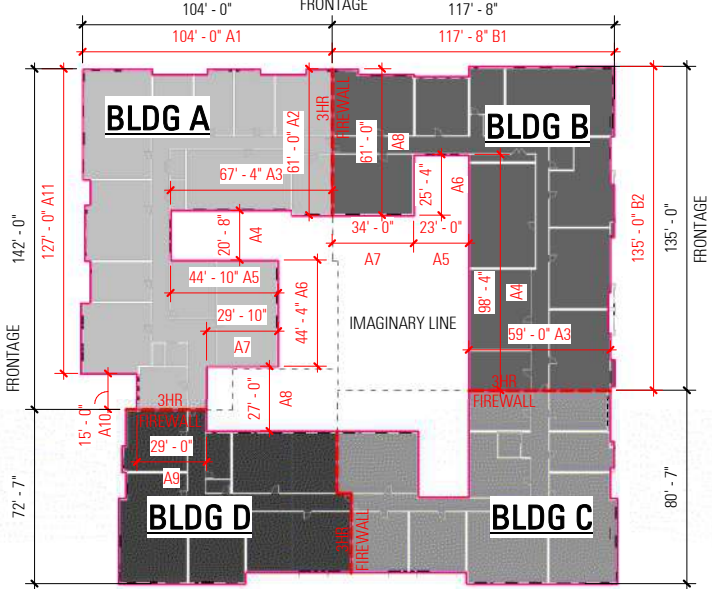 FRONTAGE
104' - 0"
117' - 8"
104' - 0" A1
117' - 8" B1
BLDG A
BLDG B
3HR
FIREWALL
61' - 0" A2
61' - 0"
A8
67' - 4" A3
25' - 4"
A6
20' - 8"
A4
34' - 0"
23' - 0"
A7
A5
127' - 0" A11
142' - 0"
135' - 0" B2
135' - 0"
FRONTAGE
44' - 10" A5
29' - 10"
A7
44' - 4" A6
IMAGINARY LINE
98' - 4"
A4
59' - 0" A3
FRONTAGE
27' - 0"
A8
15' - 0"
A10
3HR
FIREWALL
3HR
FIREWALL
29' - 0"
A9
72' - 7"
80' - 7"
BLDG D
BLDG C
3HR
FIREWALL